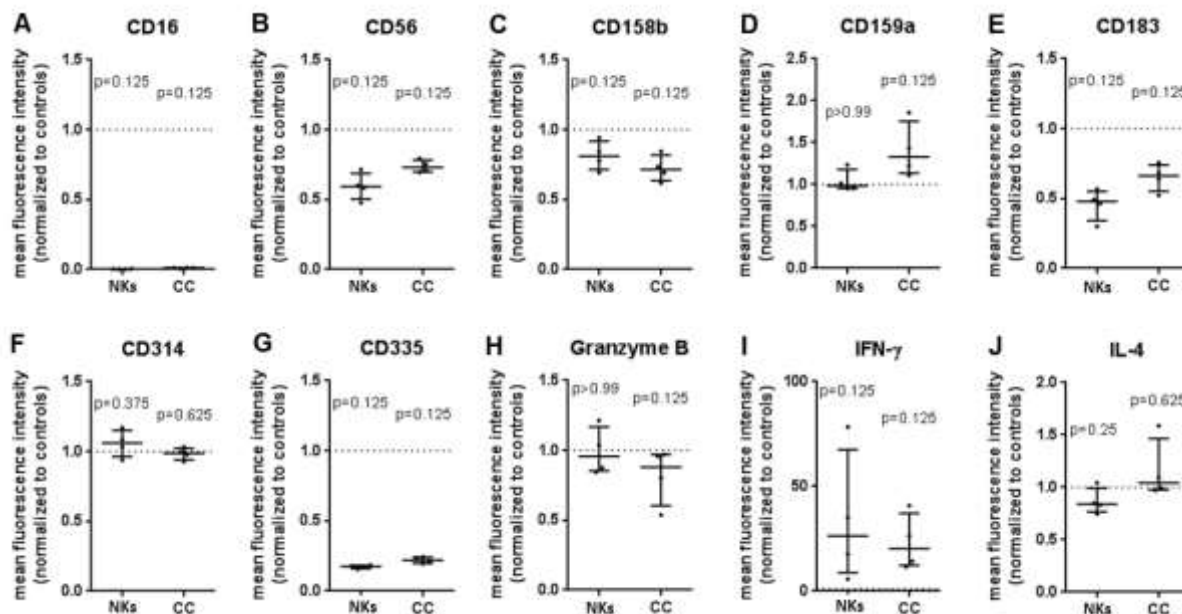 A CD16
mean fluorescence intensity
(normalized to controls)
1.5
1.0
0.5
0.0
p=0.125
p=0.125
NKs CC
B CD56
mean fluorescence intensity
(normalized to controls)
1.5
1.0
0.5
0.0
p=0.125
p=0.125
NKs CC
C CD158b
mean fluorescence intensity
(normalized to controls)
1.5
1.0
0.5
0.0
p=0.125
p=0.125
NKs CC
D CD159a
mean fluorescence intensity
(normalized to controls)
2.5
2.0
1.5
1.0
0.5
0.0
p=0.125
p>0.99
NKs CC
E CD183
mean fluorescence intensity
(normalized to controls)
1.5
1.0
0.5
0.0
p=0.125
p=0.125
NKs CC
F CD314
mean fluorescence intensity
(normalized to controls)
1.5
1.0
0.5
0.0
p=0.375
p=0.625
NKs CC
G CD335
mean fluorescence intensity
(normalized to controls)
1.5
1.0
0.5
0.0
p=0.125
p=0.125
NKs CC
H Granzyme B
mean fluorescence intensity
(normalized to controls)
1.5
1.0
0.5
0.0
p>0.99
p=0.125
NKs CC
I IFN-γ
mean fluorescence intensity
(normalized to controls)
100
50
0
p=0.125
p=0.125
NKs CC
J IL-4
mean fluorescence intensity
(normalized to controls)
2.0
1.5
1.0
0.5
0.0
p=0.625
p=0.25
NKs CC